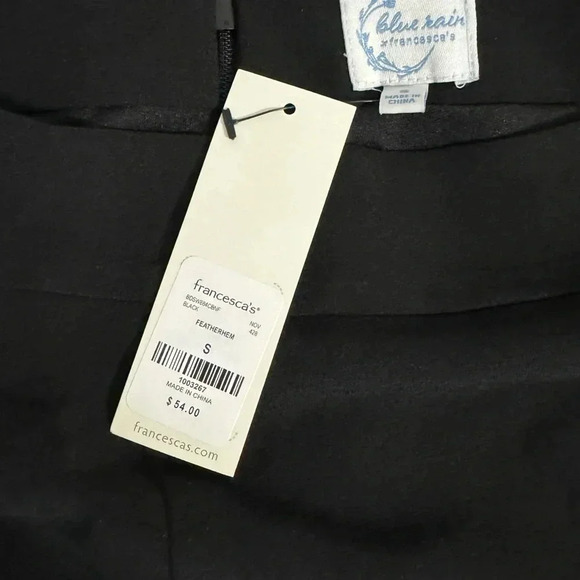 blue rain
francesca's
S
MADE IN
CHINA
francesca's®
BDSW884CBNF NOV
BLACK 428
FEATHERHEM
S
1003267
MADE IN CHINA
$ 54.00
francescas.com